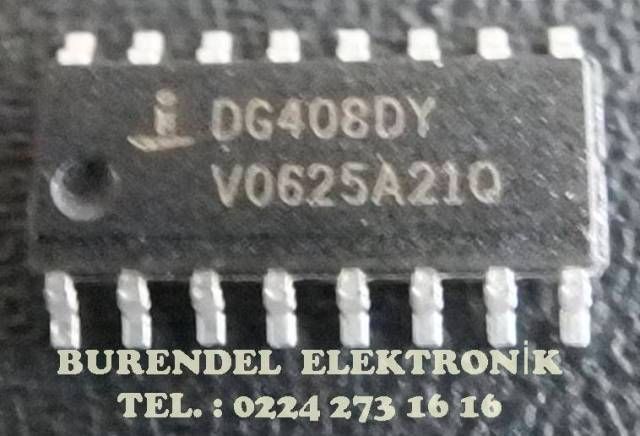 DG408DY
V0625A21Q
BURENDEL ELEKTRONİK
TEL. : 0224 273 16 16